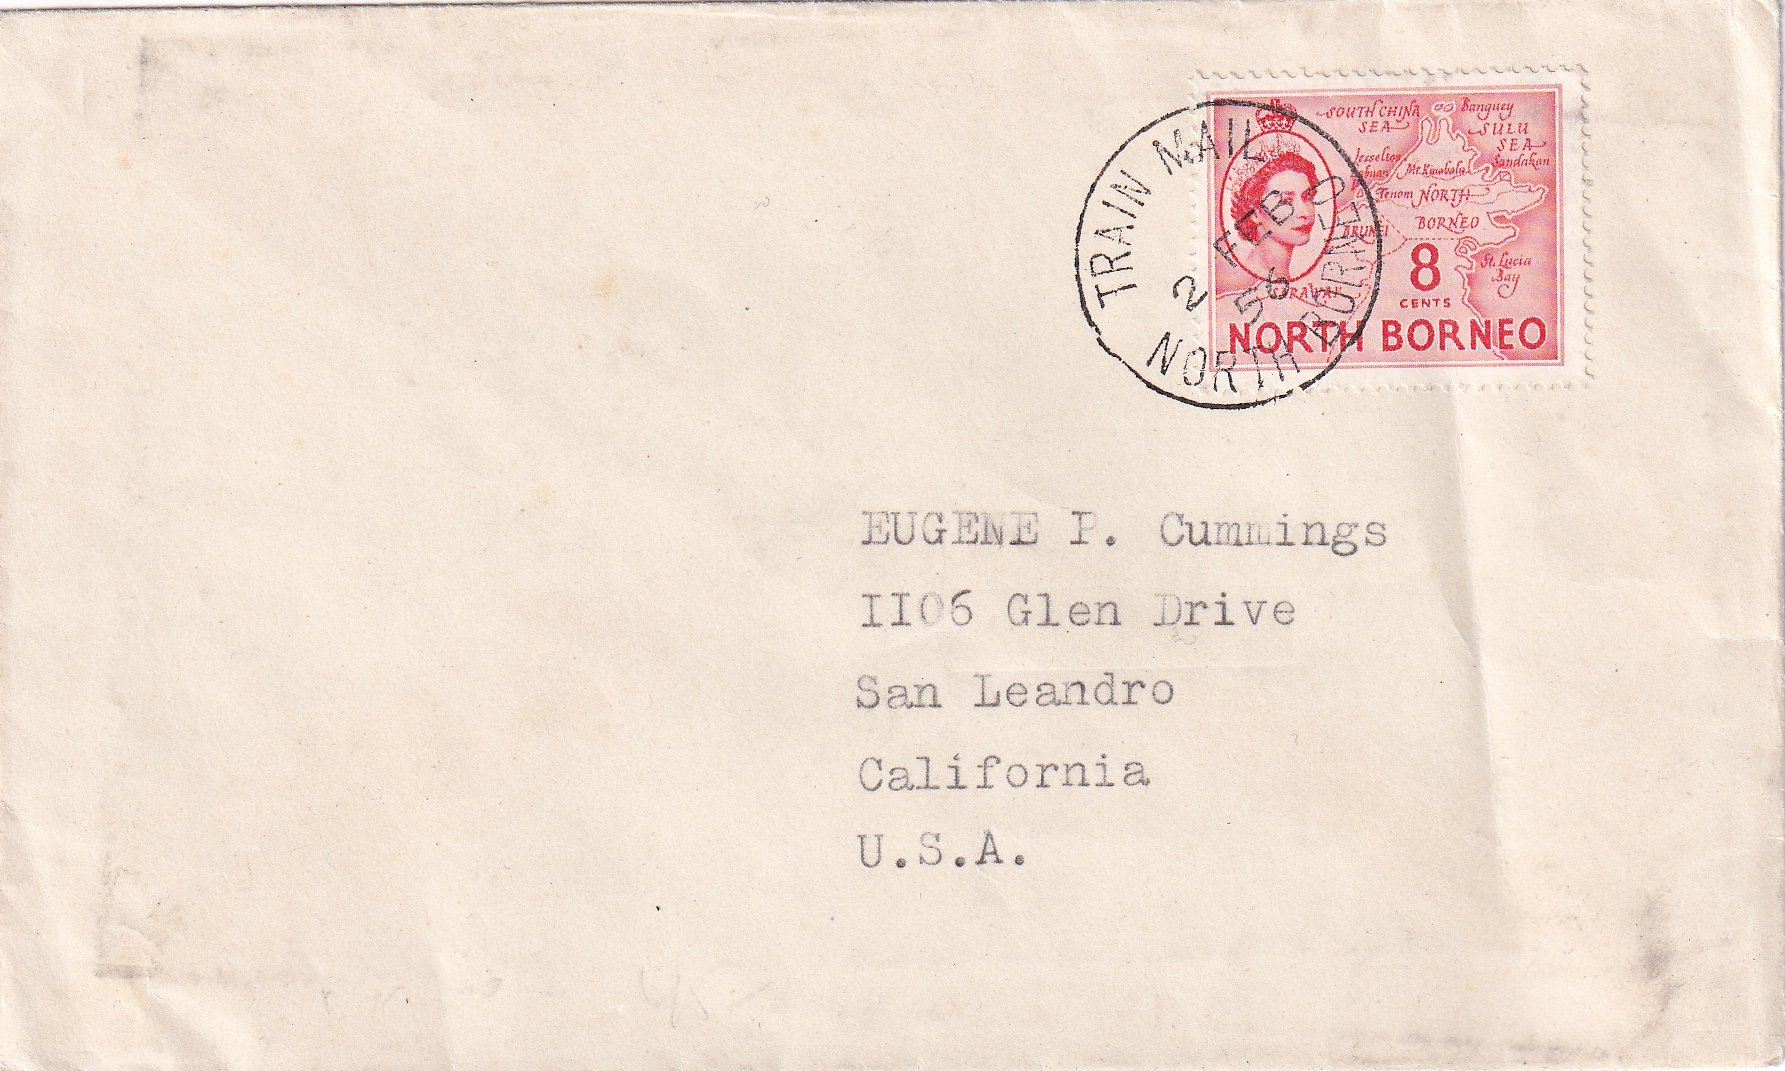 TRAIN MAIL
2 FEB
56
NORTH BORNEO
SOUTH CHINA SEA
Banguey
SULU SEA
Sandakan
Jesselton
Labuan
Mt. Kinabalu
Tenom
NORTH BORNEO
BRUNEI
SARAWAK
St. Lucia Bay
8
CENTS
NORTH BORNEO
EUGENE P. Cummings
II06 Glen Drive
San Leandro
California
U.S.A.